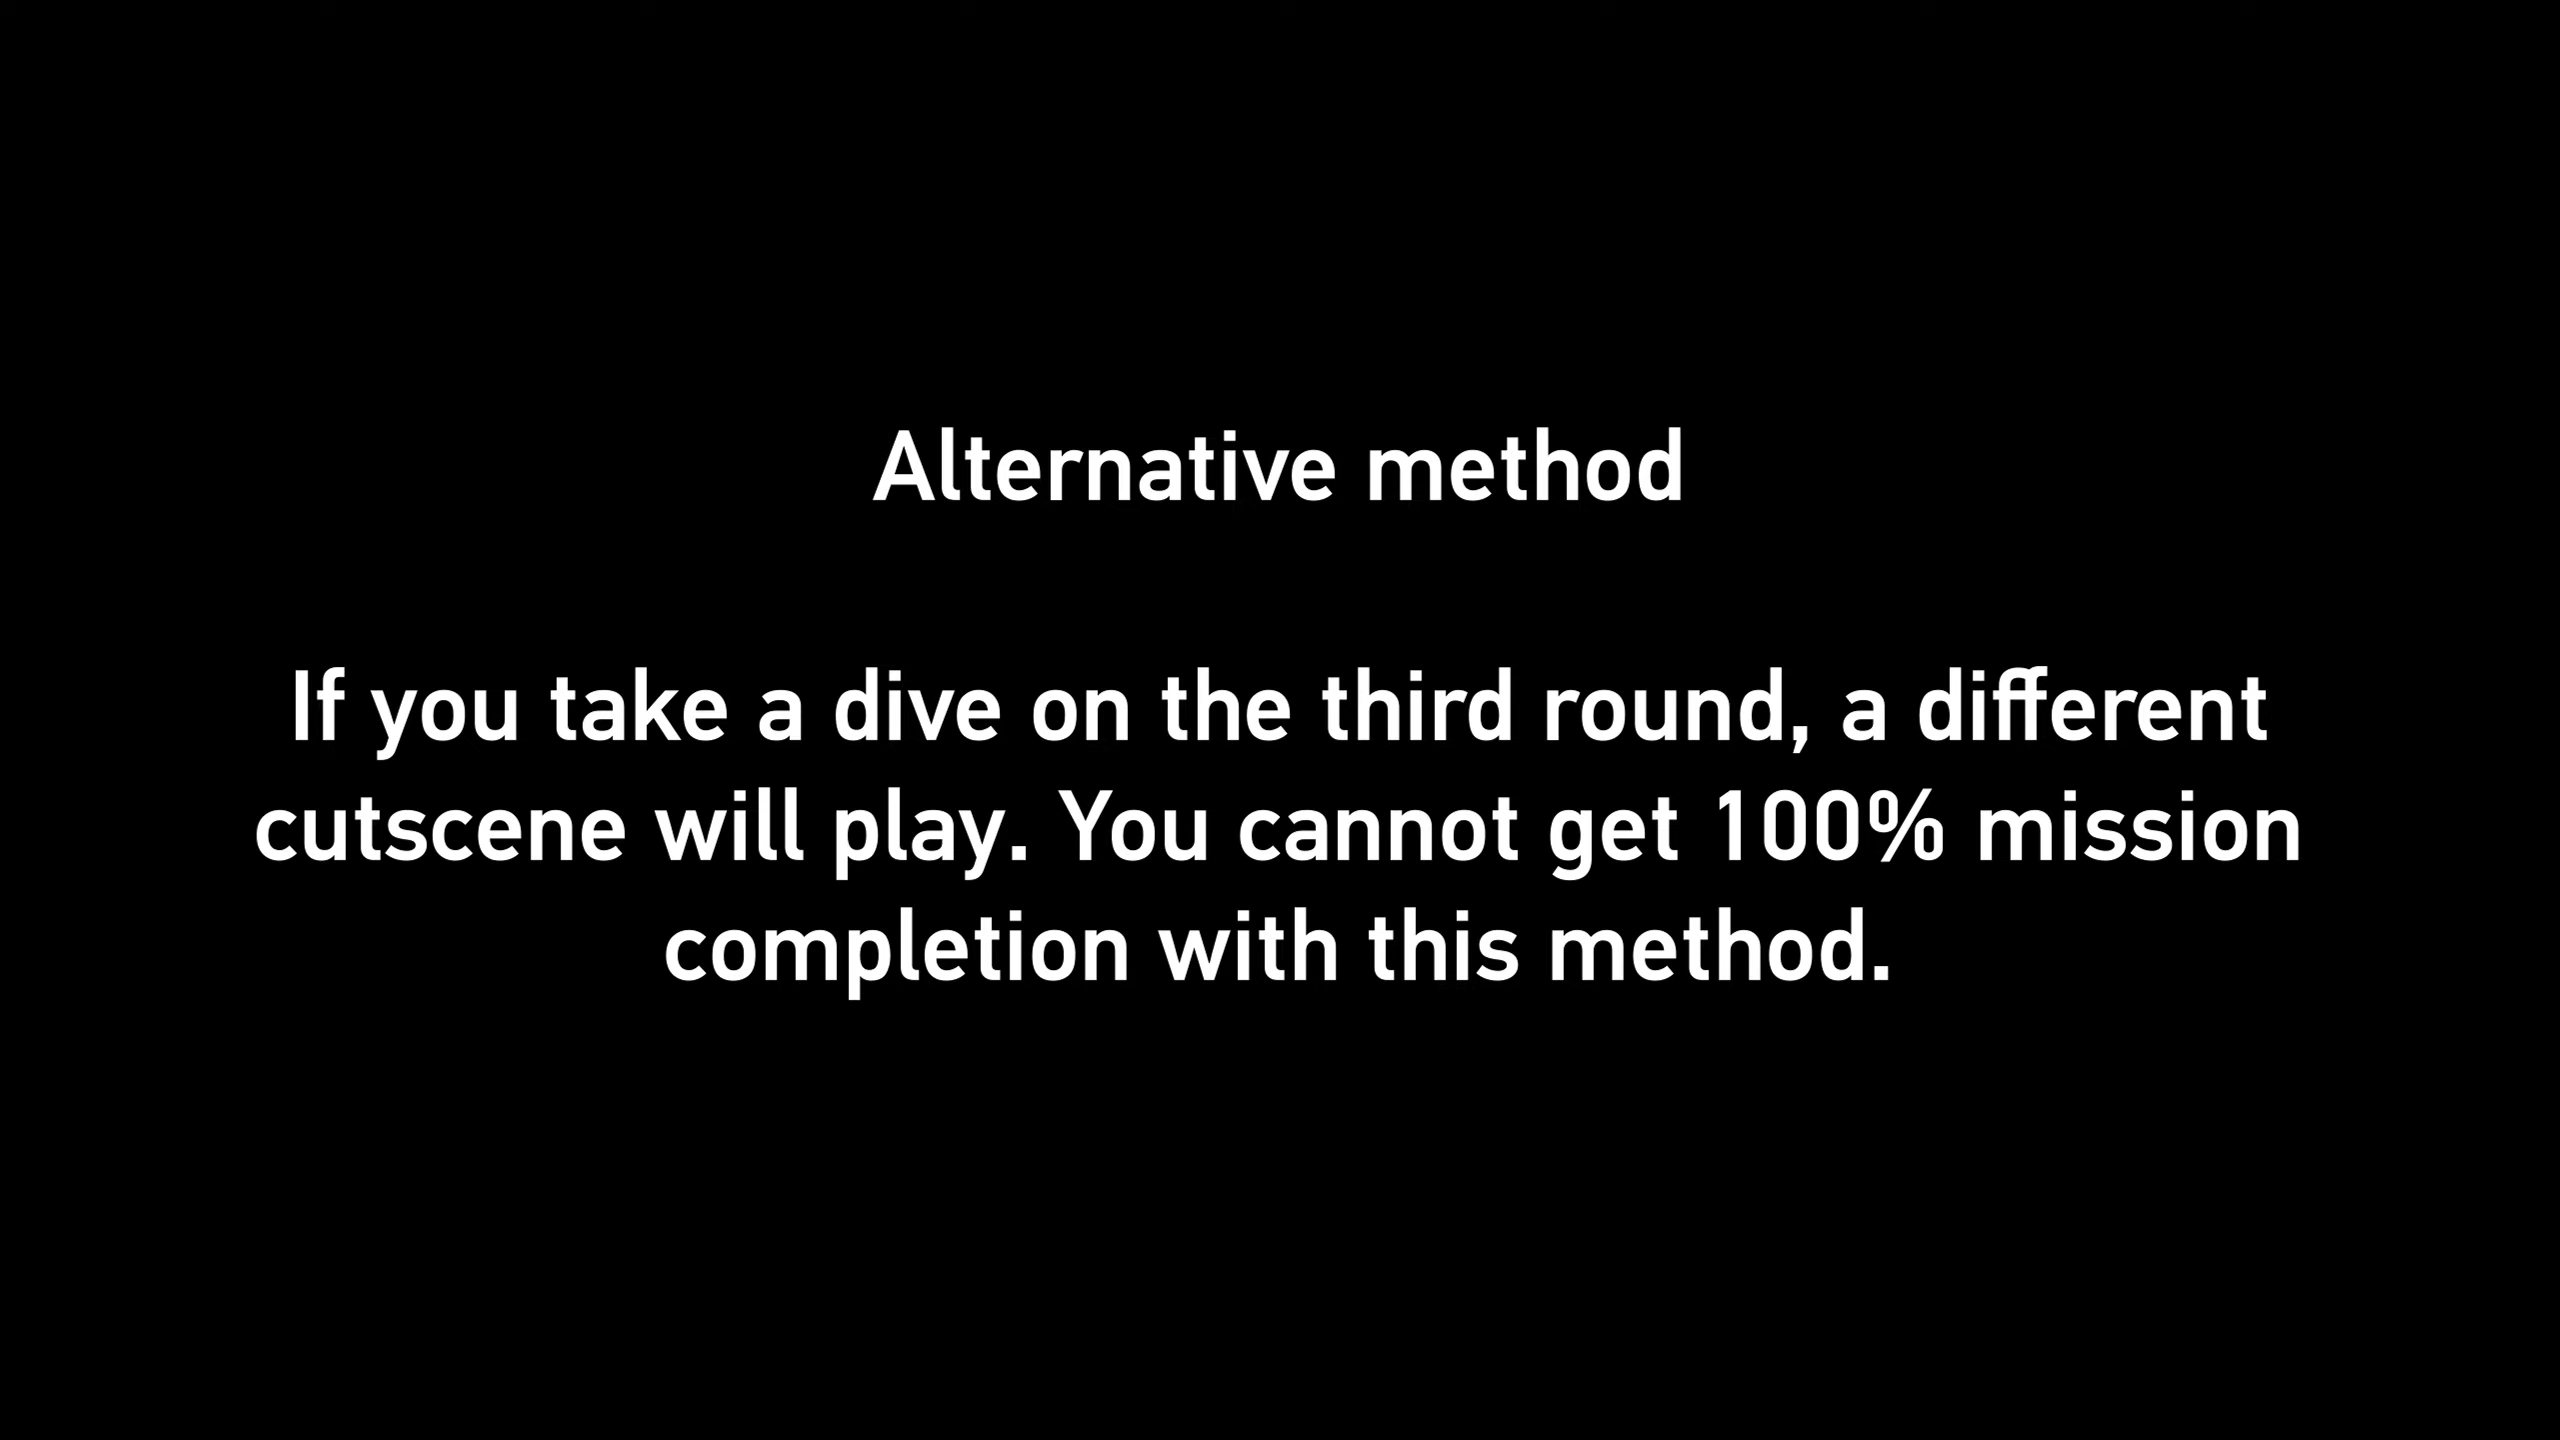 Alternative method
If you take a dive on the third round, a different
cutscene will play. You cannot get 100% mission
completion with this method.